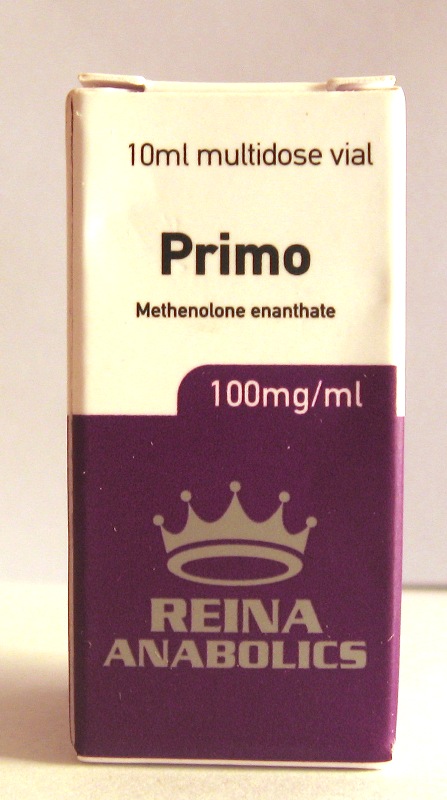 10ml multidose vial
Primo
Methenolone enanthate
100mg/ml
REINA
ANABOLICS